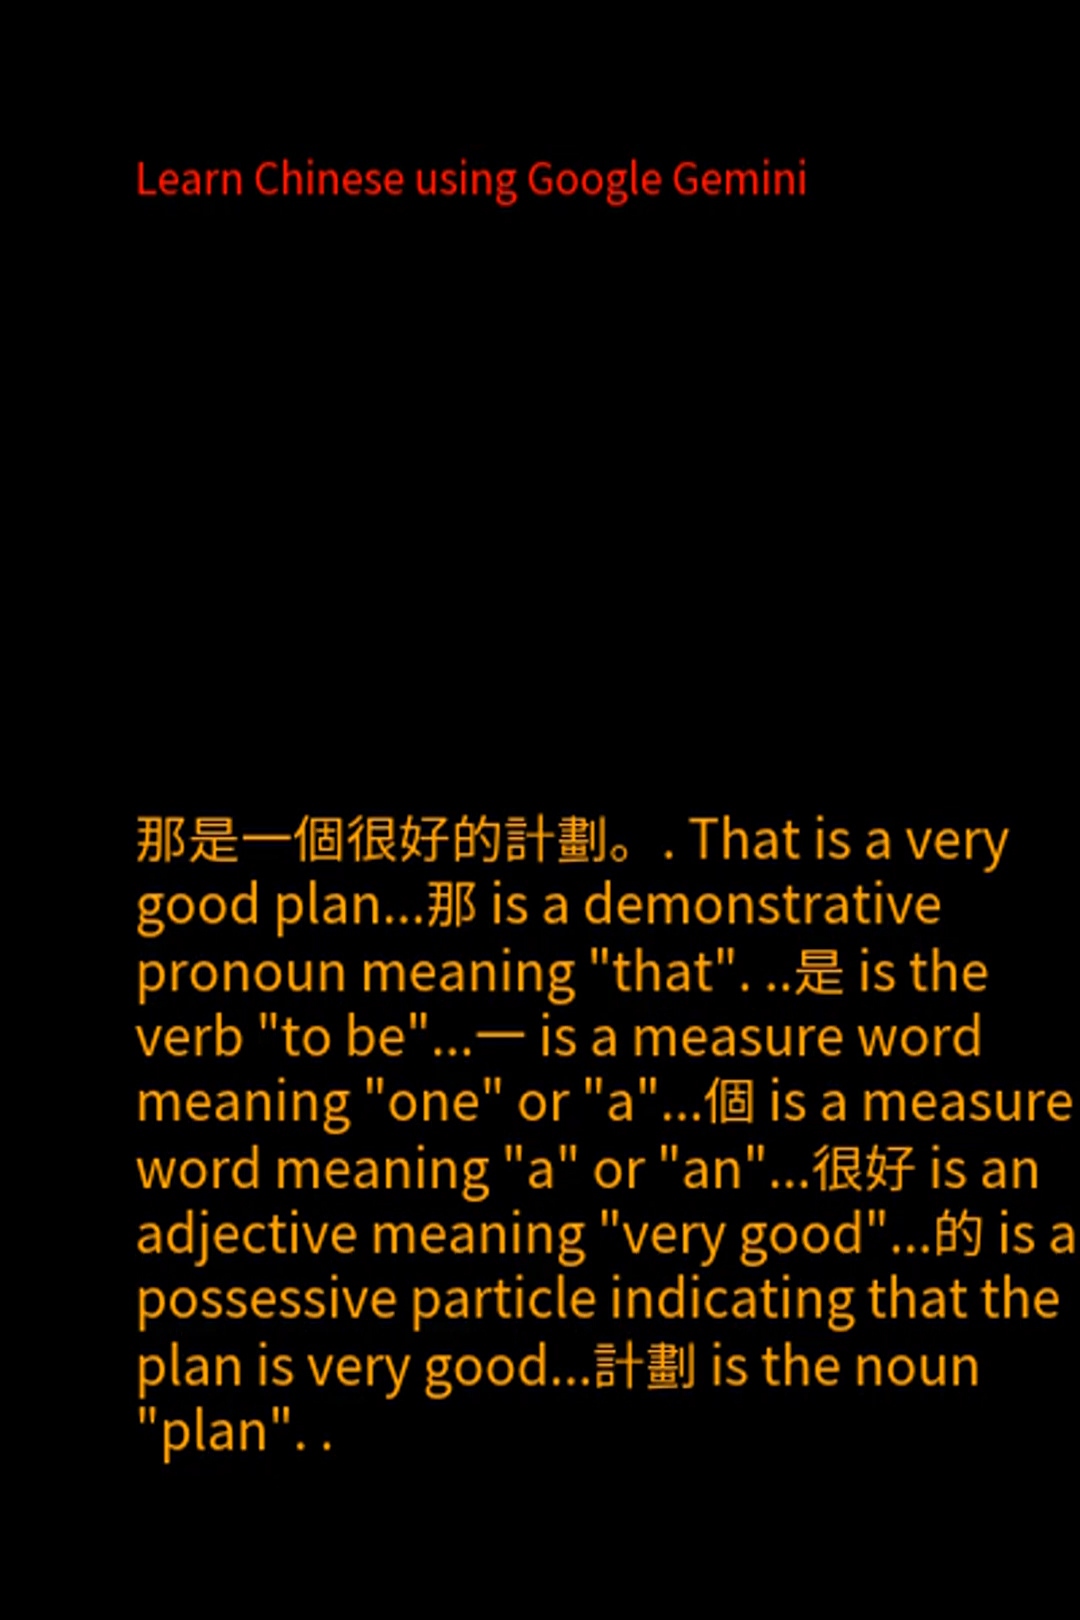 Learn Chinese using Google Gemini
那是一個很好的計劃。. That is a very
good plan...那 is a demonstrative
pronoun meaning "that". ..是 is the
verb "to be"...一 is a measure word
meaning "one" or "a"...個 is a measure
word meaning "a" or "an"...很好 is an
adjective meaning "very good"...的 is a
possessive particle indicating that the
plan is very good...計劃 is the noun
"plan". .